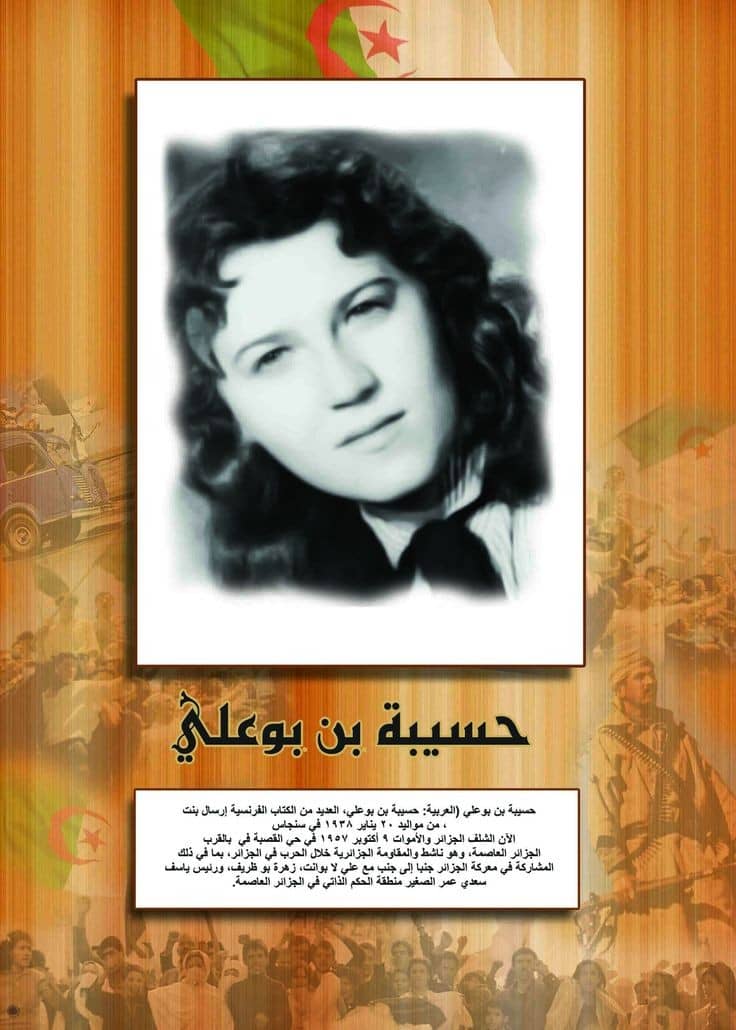 حسيبة بن بوعلي
حسيبة بن بوعلي (العربية: حسيبة بن بوعلي، العديد من الكتاب الفرنسية إرسال بنت
، من مواليد ٢٠ يناير ١٩٣٨ في سنجاس
الآن الشلف الجزائر والأموات ٩ أكتوبر ١٩٥٧ في حي القصبة في بالقرب
الجزائر العاصمة، وهو ناشط والمقاومة الجزائرية خلال الحرب في الجزائر، بما في ذلك
المشاركة في معركة الجزائر جنبا إلى جنب مع علي لا بوانت، زهرة بو ظريف، ورئيس ياسف
سعدي عمر الصغير منطقة الحكم الذاتي في الجزائر العاصمة.